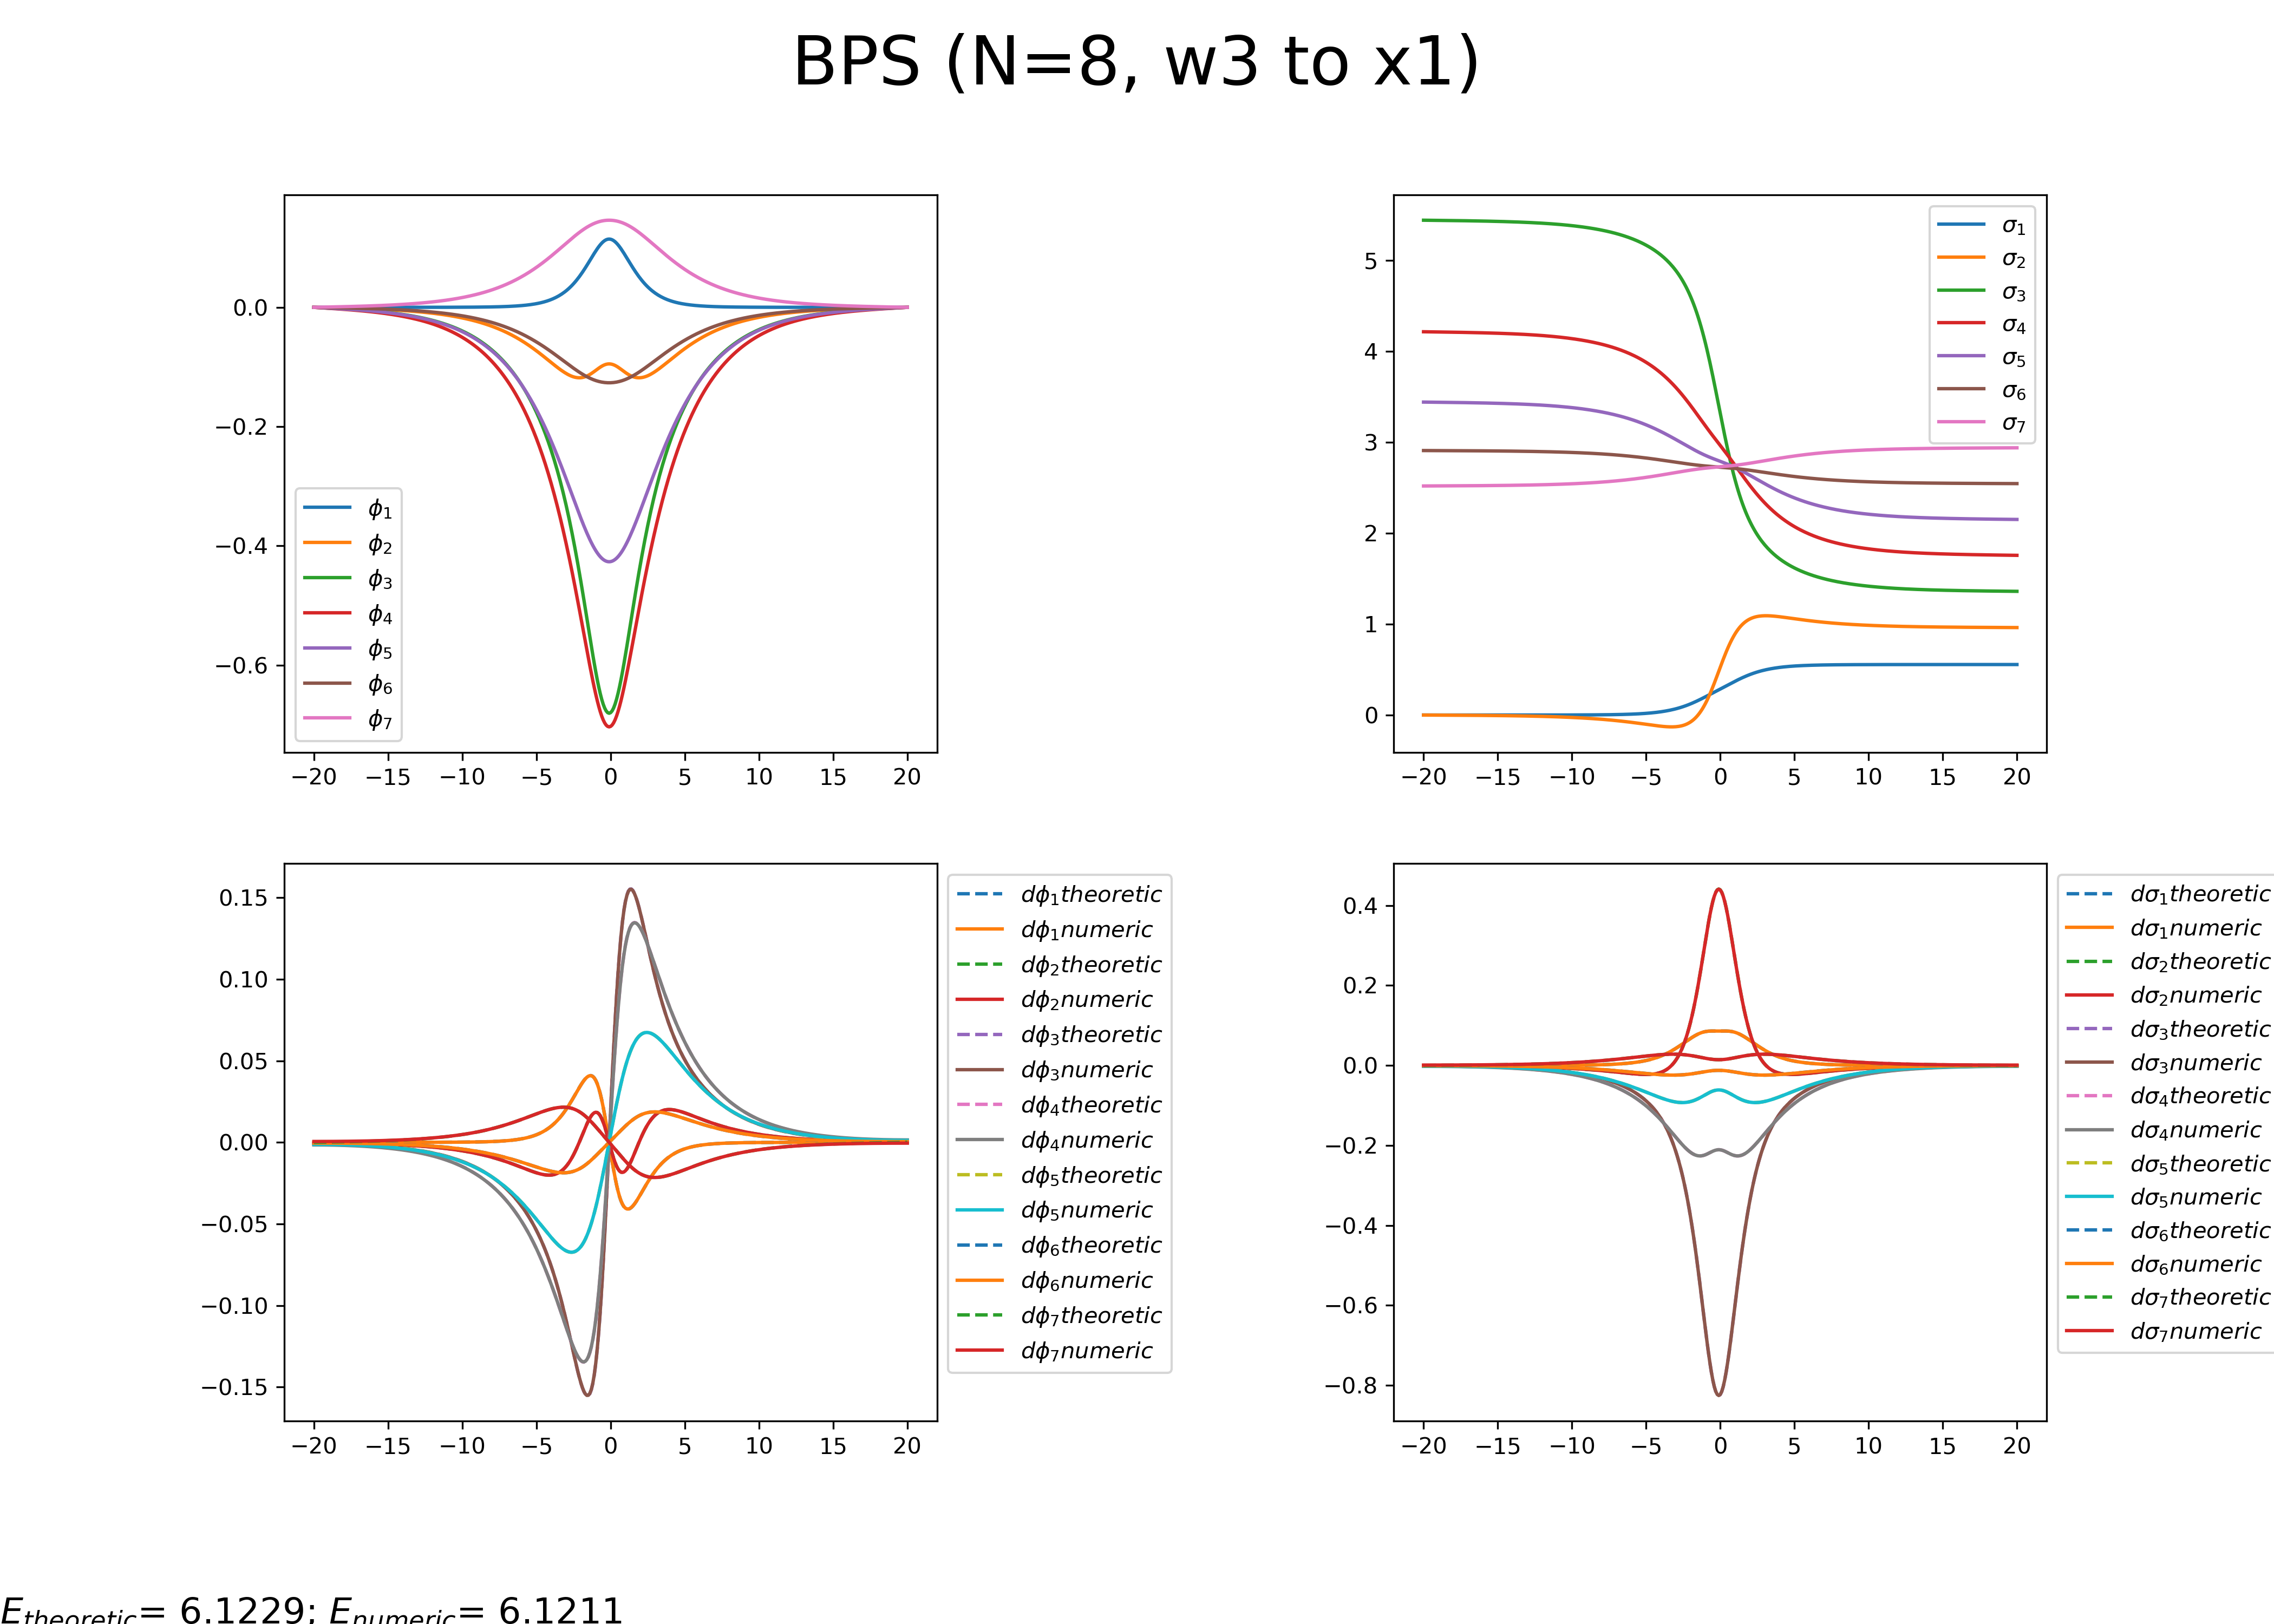 BPS (N=8, w3 to x1)
0.0
−0.2
−0.4
−0.6
ϕ₁
ϕ₂
ϕ₃
ϕ₄
ϕ₅
ϕ₆
ϕ₇
−20 −15 −10 −5 0 5 10 15 20
5
4
3
2
1
0
σ₁
σ₂
σ₃
σ₄
σ₅
σ₆
σ₇
−20 −15 −10 −5 0 5 10 15 20
0.15
0.10
0.05
0.00
−0.05
−0.10
−0.15
dϕ₁theoretic
dϕ₁numeric
dϕ₂theoretic
dϕ₂numeric
dϕ₃theoretic
dϕ₃numeric
dϕ₄theoretic
dϕ₄numeric
dϕ₅theoretic
dϕ₅numeric
dϕ₆theoretic
dϕ₆numeric
dϕ₇theoretic
dϕ₇numeric
−20 −15 −10 −5 0 5 10 15 20
0.4
0.2
0.0
−0.2
−0.4
−0.6
−0.8
dσ₁theoretic
dσ₁numeric
dσ₂theoretic
dσ₂numeric
dσ₃theoretic
dσ₃numeric
dσ₄theoretic
dσ₄numeric
dσ₅theoretic
dσ₅numeric
dσ₆theoretic
dσ₆numeric
dσ₇theoretic
dσ₇numeric
−20 −15 −10 −5 0 5 10 15 20
E_theoretic= 6.1229; E_numeric= 6.1211